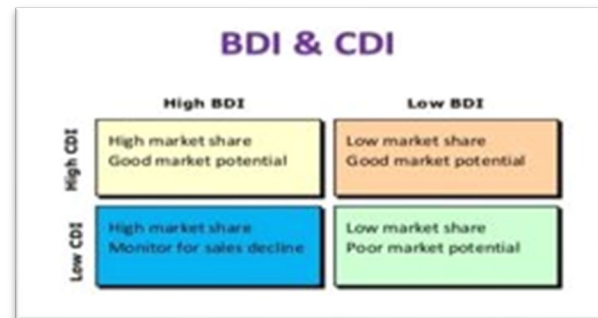 BDI & CDI
High BDI Low BDI
High CDI
High market share
Good market potential
Low market share
Good market potential
Low CDI
High market share
Monitor for sales decline
Low market share
Poor market potential